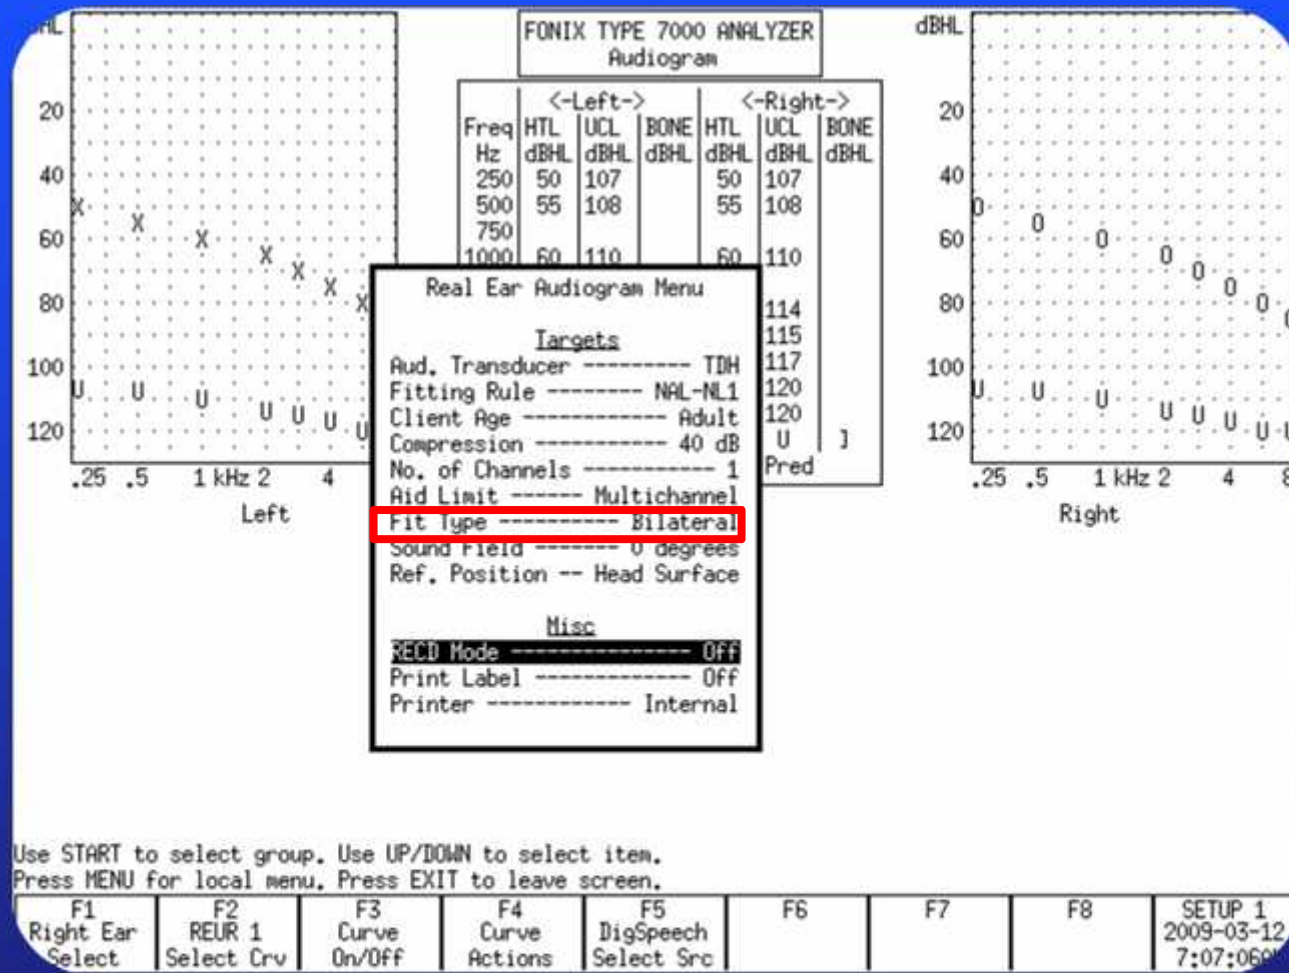 FONIX TYPE 7000 ANALYZER
Audiogram
20
40
60
80
100
120
.25 .5 1 kHz 2 4
Left
<-Left-> <-Right->
Freq HTL UCL BONE HTL UCL BONE
Hz dBHL dBHL dBHL dBHL dBHL dBHL
250 50 107 50 107
500 55 108 55 108
750
1000 60 110 60 110
114
115
117
120
120
U ]
Pred
Real Ear Audiogram Menu
Targets
Aud. Transducer ---------- TDH
Fitting Rule -------- NAL-NL1
Client Age ------------ Adult
Compression ----------- 40 dB
No. of Channels ----------- 1
Aid Limit ------ Multichannel
Fit Type ---------- Bilateral
Sound Field ------- 0 degrees
Ref. Position -- Head Surface
Misc
RECD Mode --------------- Off
Print Label ------------- Off
Printer ------------ Internal
dBHL
20
40
60
80
100
120
.25 .5 1 kHz 2 4 8
Right
Use START to select group. Use UP/DOWN to select item.
Press MENU for local menu. Press EXIT to leave screen.
F1
Right Ear
Select
F2
REUR 1
Select Crv
F3
Curve
On/Off
F4
Curve
Actions
F5
DigSpeech
Select Src
F6
F7
F8
SETUP 1
2009-03-12
7:07:06